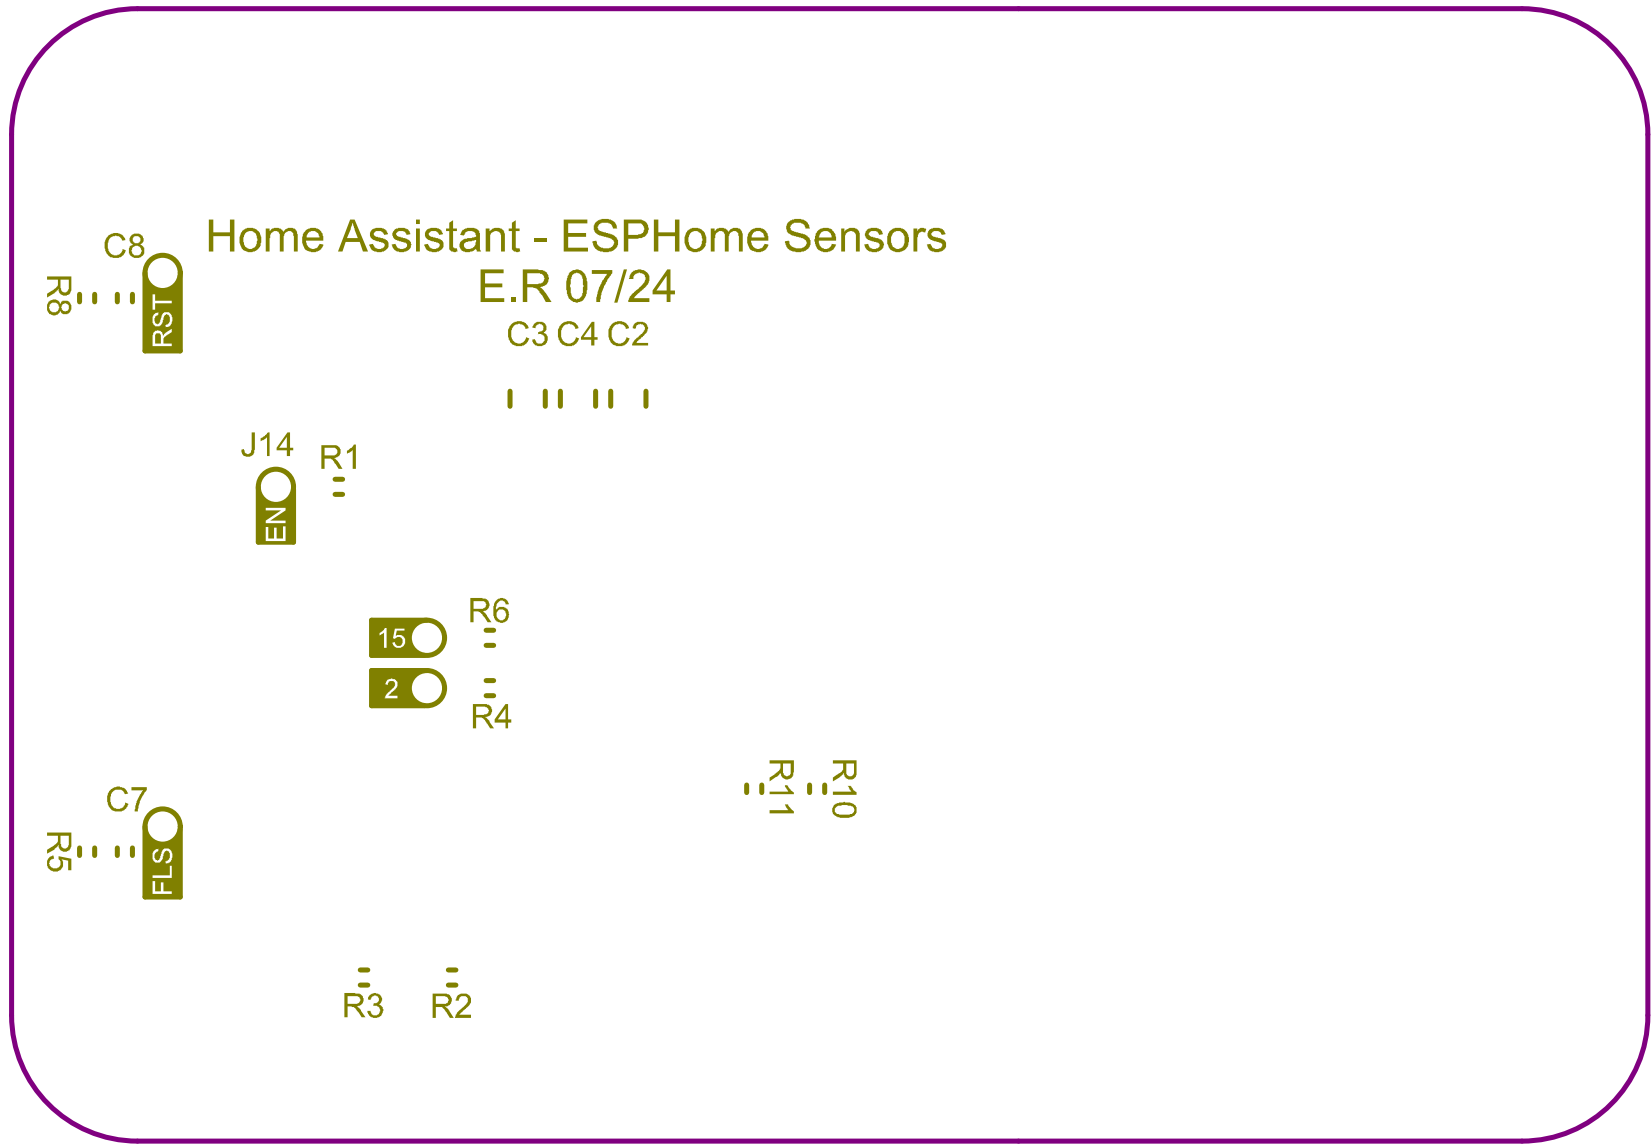 Home Assistant - ESPHome Sensors
E.R 07/24
C8
R8
RST
C3 C4 C2
J14
R1
EN
R6
15
2
R4
R11
R10
C7
R5
FLS
R3
R2